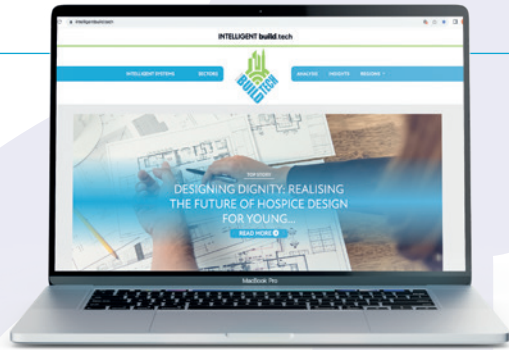 intelligentbuild.tech
INTELLIGENT build.tech
INTELLIGENT SYSTEMS
SECTORS
BUILD TECH
ANALYSIS
INSIGHTS
REGIONS
TOP STORY
DESIGNING DIGNITY: REALISING
THE FUTURE OF HOSPICE DESIGN
FOR YOUNG...
READ MORE
MacBook Pro